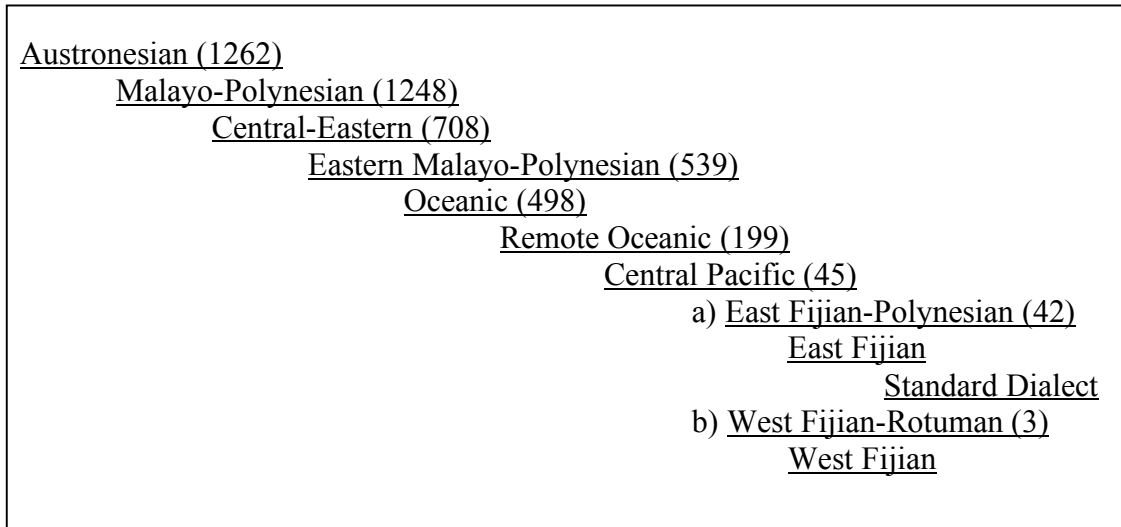 Austronesian (1262)
Malayo-Polynesian (1248)
Central-Eastern (708)
Eastern Malayo-Polynesian (539)
Oceanic (498)
Remote Oceanic (199)
Central Pacific (45)
a) East Fijian-Polynesian (42)
East Fijian
Standard Dialect
b) West Fijian-Rotuman (3)
West Fijian